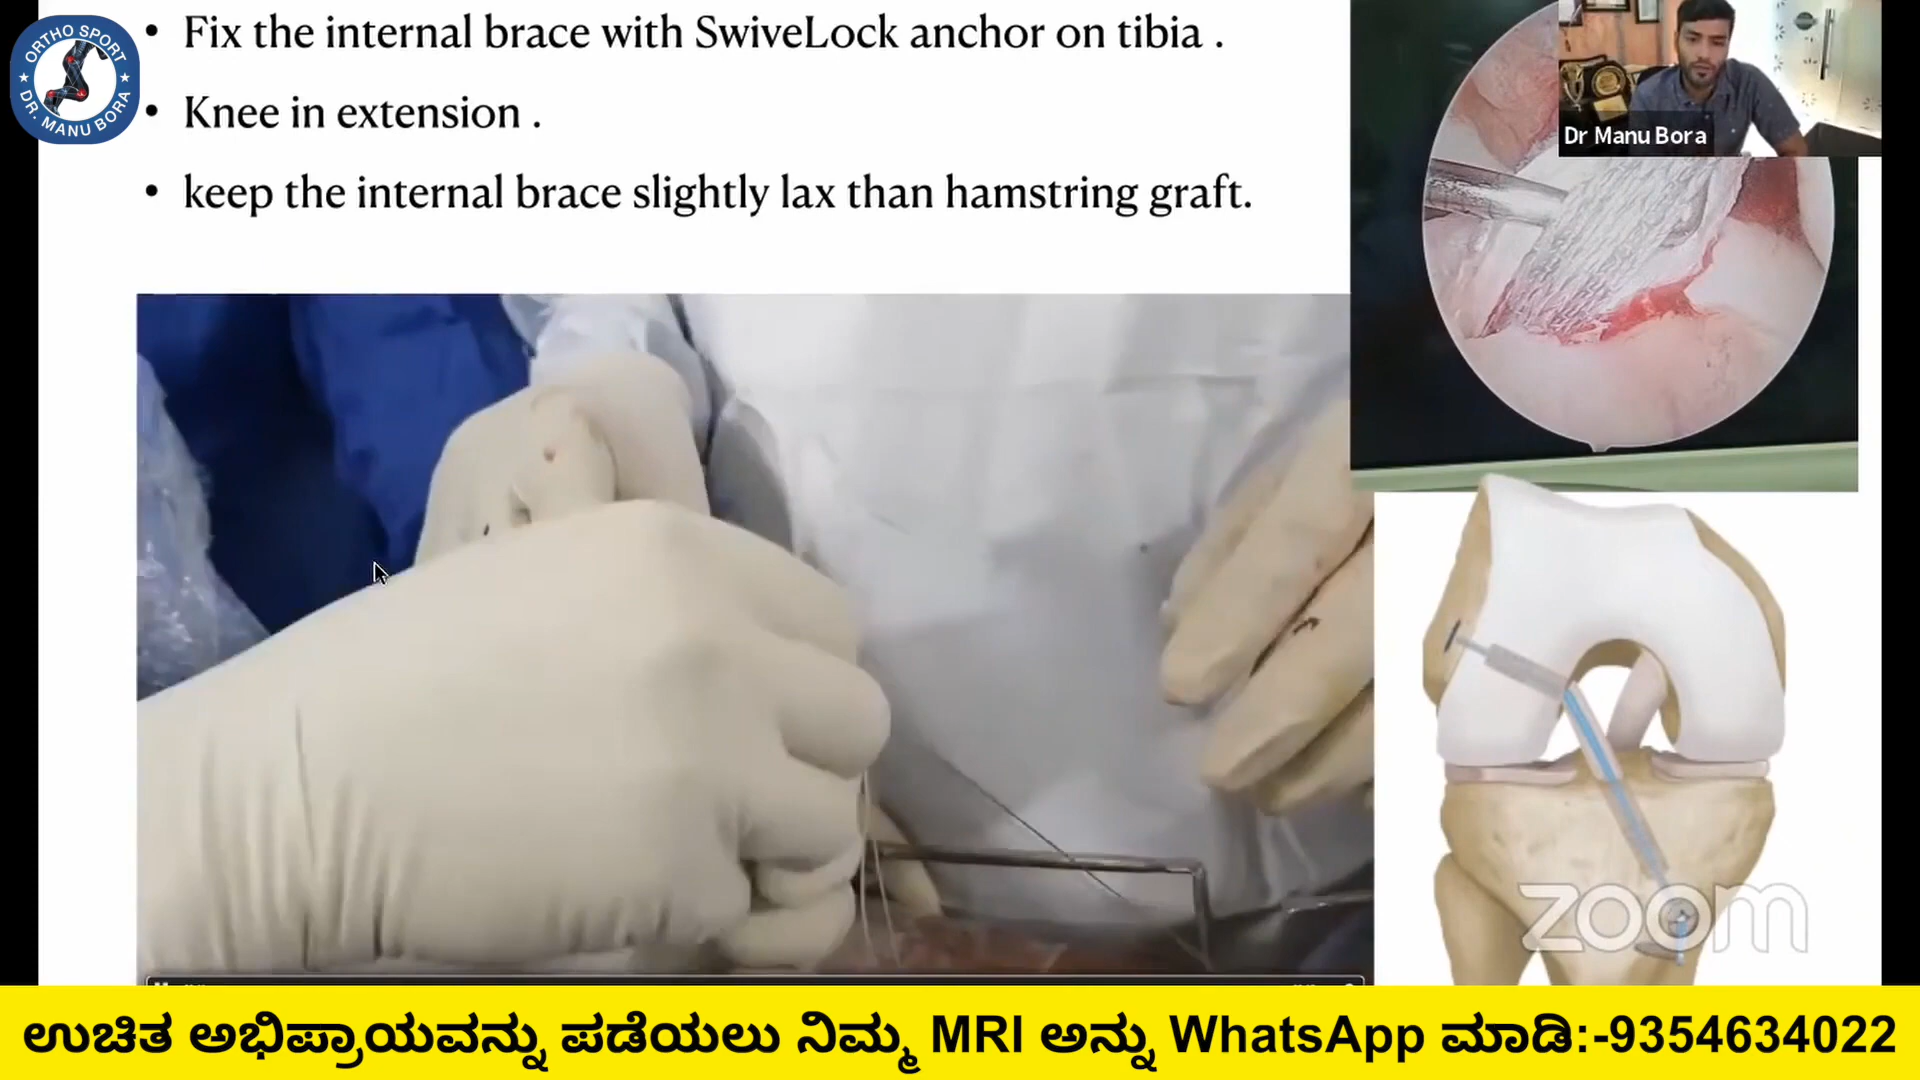 ORTHO SPORT
DR. MANU BORA
• Fix the internal brace with SwiveLock anchor on tibia .
• Knee in extension .
• keep the internal brace slightly lax than hamstring graft.
Dr Manu Bora
zoom
ಉಚಿತ ಅಭಿಪ್ರಾಯವನ್ನು ಪಡೆಯಲು ನಿಮ್ಮ MRI ಅನ್ನು WhatsApp ಮಾಡಿ:-9354634022